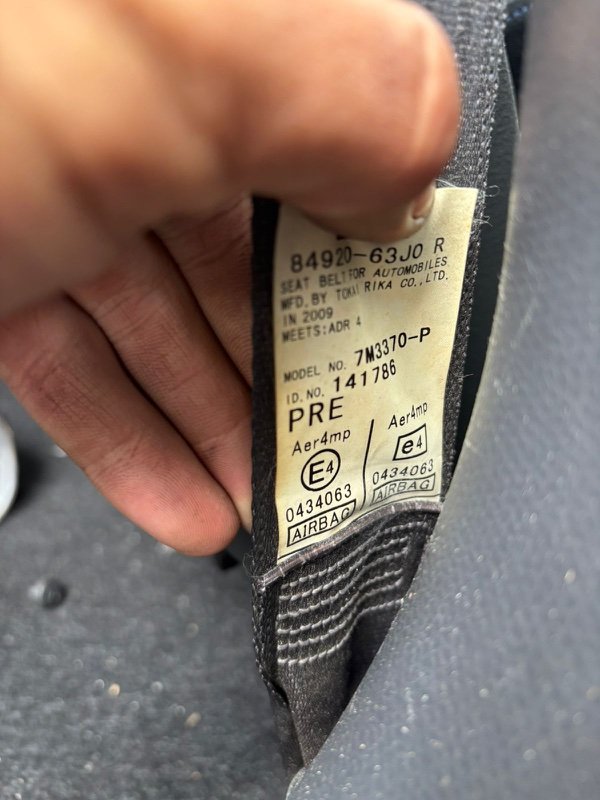 84920-63J0 R
SEAT BELT FOR AUTOMOBILES
MFD. BY TOKAI RIKA CO., LTD.
IN 2009
MEETS:ADR 4
MODEL NO. 7M3370-P
I D. NO. 141786
PRE
Aer4mp
E4
0434063
AIRBAG
Aer4mp
e4
0434063
AIRBAG